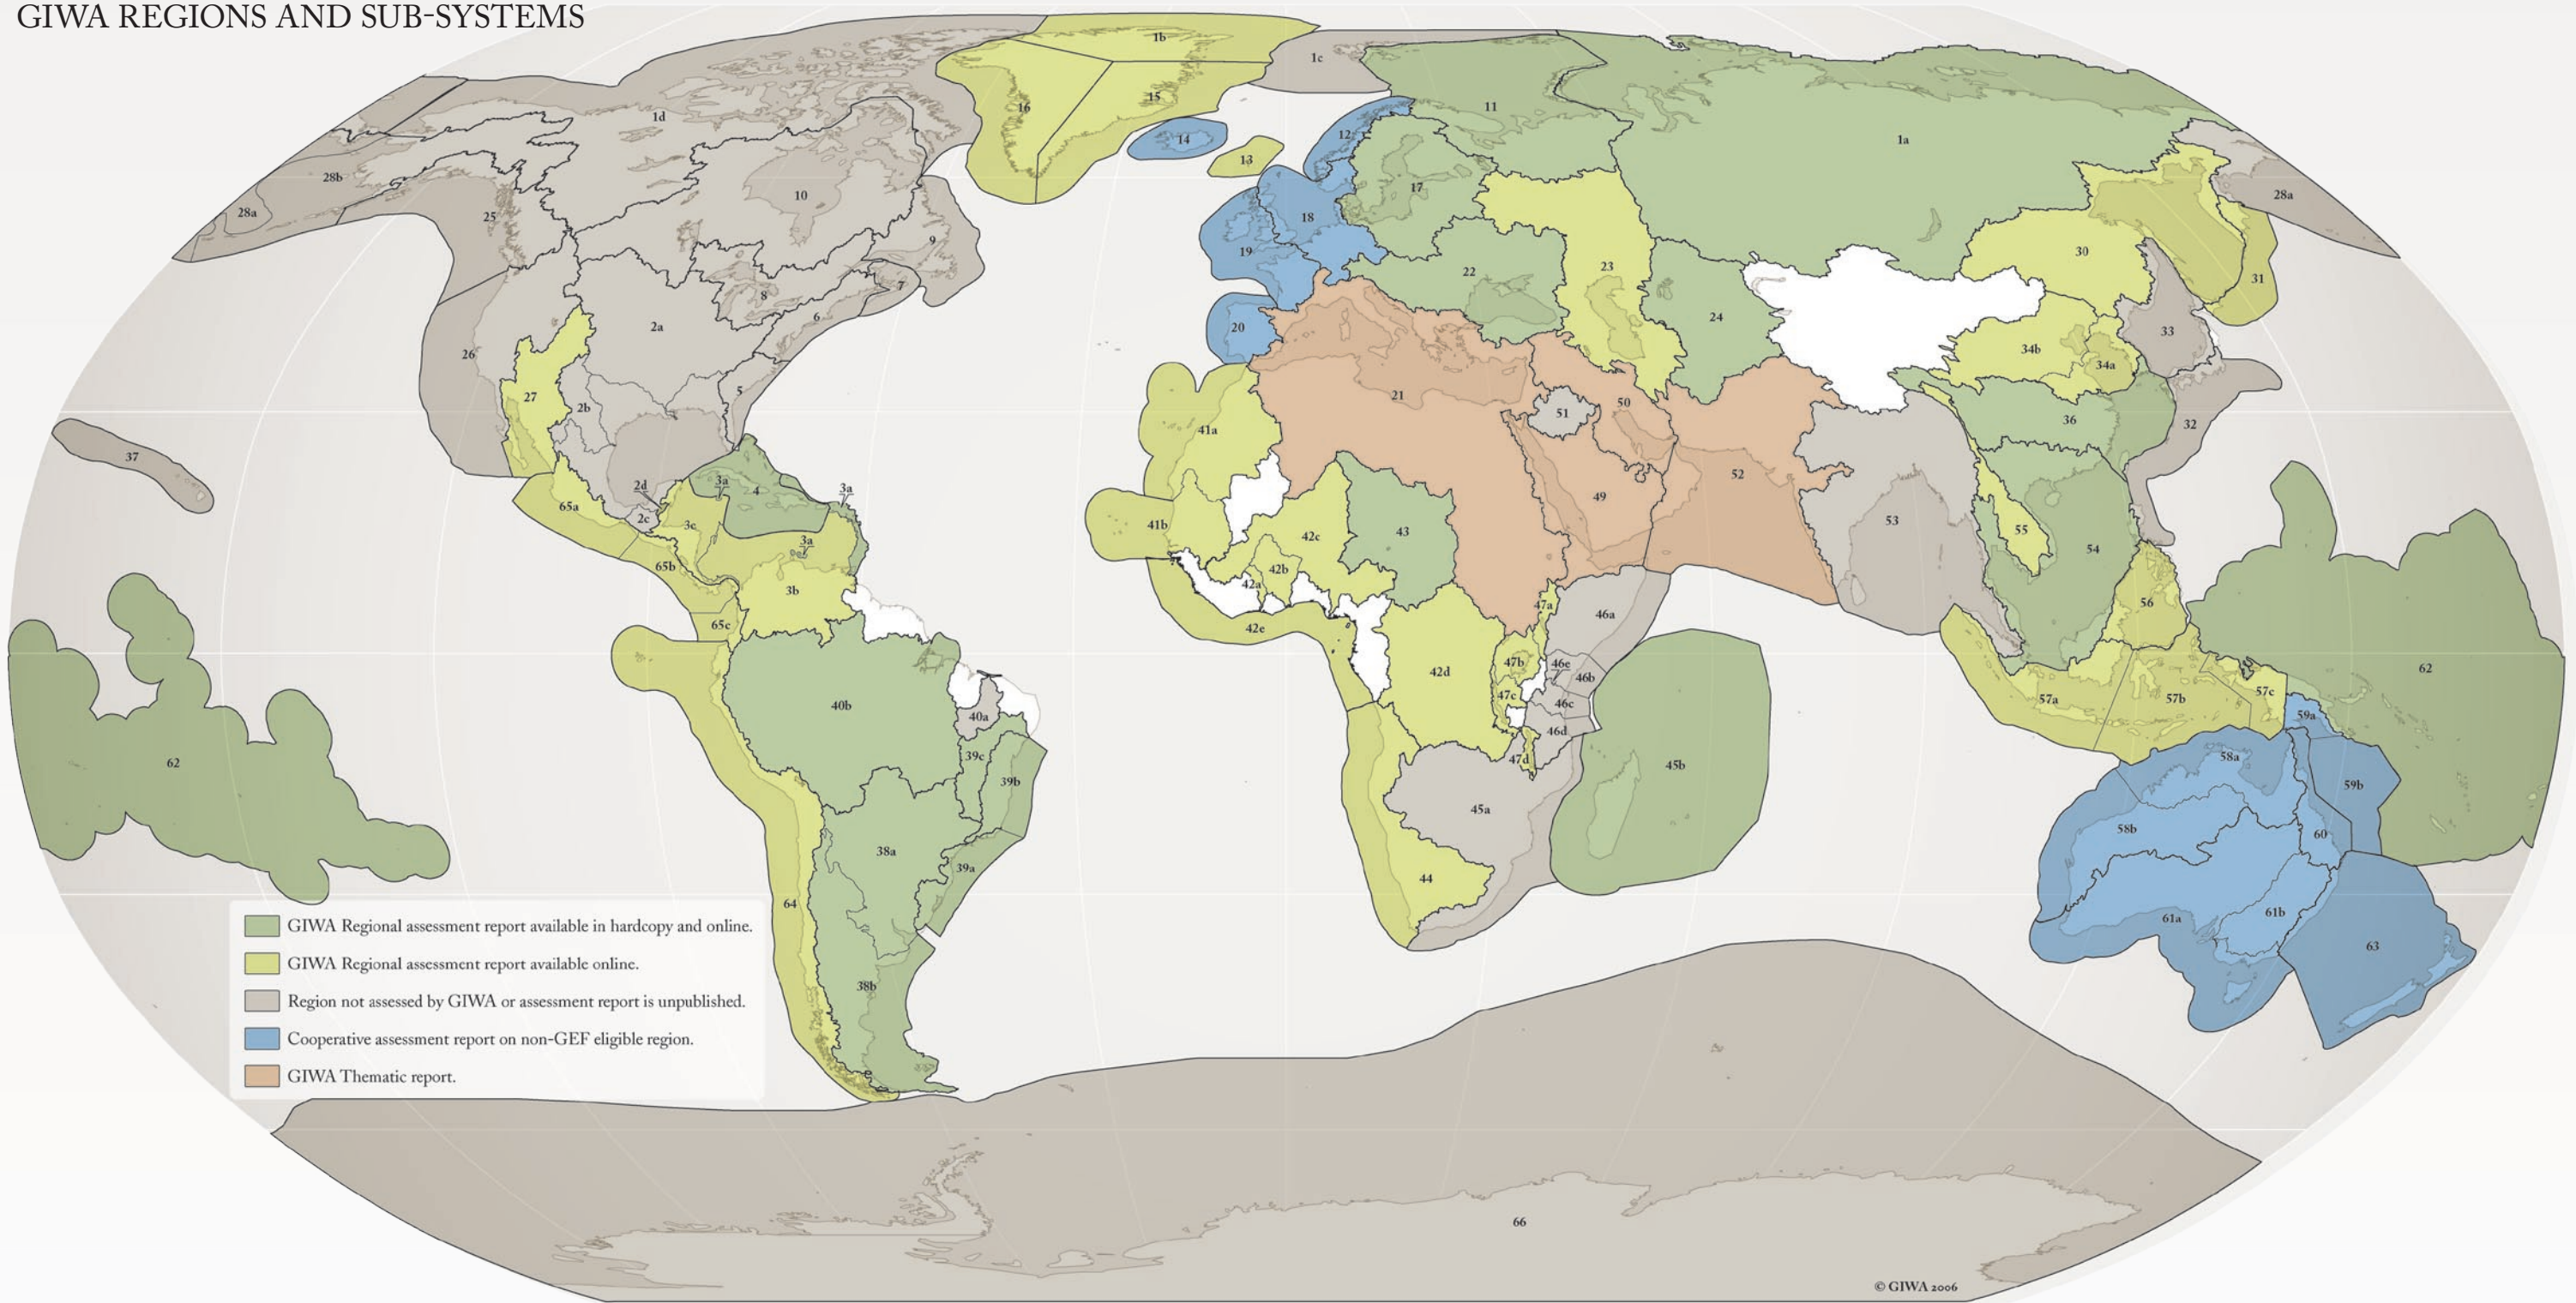 GIWA REGIONS AND SUB-SYSTEMS
1b
1c
16
15
11
1d
14
12
13
1a
28b
10
17
28a
28a
25
18
9
19
30
22
23
31
7
8
6
2a
20
24
33
26
34b
34a
5
21
27
2b
50
51
36
41a
32
37
2d
3a
4
3a
52
65a
2c
3c
49
41b
53
42c
43
55
3a
54
65b
42b
42a
3b
47a
56
46a
65c
42e
47b
46e
42d
46b
62
47c
57a
57b
57c
40b
46c
40a
59a
46d
39c
58a
47d
62
45b
39b
59b
45a
58b
60
38a
39a
44
64
61b
61a
GIWA Regional assessment report available in hardcopy and online.
63
GIWA Regional assessment report available online.
38b
Region not assessed by GIWA or assessment report is unpublished.
Cooperative assessment report on non-GEF eligible region.
GIWA Thematic report.
66
© GIWA 2006